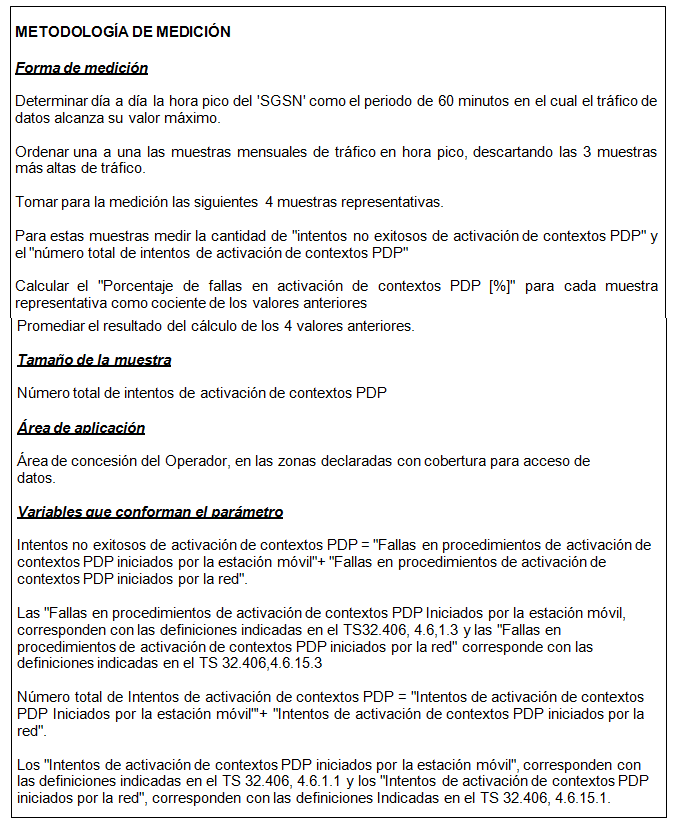 METODOLOGÍA DE MEDICIÓN
Forma de medición
Determinar día a día la hora pico del 'SGSN' como el periodo de 60 minutos en el cual el tráfico de
datos alcanza su valor máximo.
Ordenar una a una las muestras mensuales de tráfico en hora pico, descartando las 3 muestras
más altas de tráfico.
Tomar para la medición las siguientes 4 muestras representativas.
Para estas muestras medir la cantidad de "intentos no exitosos de activación de contextos PDP" y
el "número total de intentos de activación de contextos PDP"
Calcular el "Porcentaje de fallas en activación de contextos PDP [%]" para cada muestra
representativa como cociente de los valores anteriores
Promediar el resultado del cálculo de los 4 valores anteriores.
Tamaño de la muestra
Número total de intentos de activación de contextos PDP
Área de aplicación
Área de concesión del Operador, en las zonas declaradas con cobertura para acceso de
datos.
Variables que conforman el parámetro
Intentos no exitosos de activación de contextos PDP = "Fallas en procedimientos de activación de
contextos PDP iniciados por la estación móvil"+ "Fallas en procedimientos de activación de
contextos PDP iniciados por la red".
Las "Fallas en procedimientos de activación de contextos PDP Iniciados por la estación móvil,
corresponden con las definiciones indicadas en el TS32.406, 4.6,1.3 y las "Fallas en
procedimientos de activación de contextos PDP iniciados por la red" corresponde con las
definiciones indicadas en el TS 32.406,4.6.15.3
Número total de Intentos de activación de contextos PDP = "Intentos de activación de contextos
PDP Iniciados por la estación móvil"'+ "Intentos de activación de contextos PDP iniciados por la
red".
Los "Intentos de activación de contextos PDP iniciados por la estación móvil", corresponden con
las definiciones indicadas en el TS 32.406, 4.6.1.1 y los "Intentos de activación de contextos PDP
iniciados por la red", corresponden con las definiciones Indicadas en el TS 32.406, 4.6.15.1.